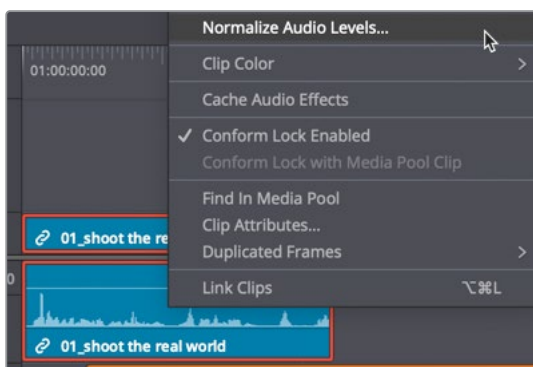 Normalize Audio Levels...
01:00:00:00
Clip Color
Cache Audio Effects
✓ Conform Lock Enabled
Conform Lock with Media Pool Clip
Find In Media Pool
Clip Attributes...
01_shoot the re
Duplicated Frames
0
Link Clips ⌥⌘L
01_shoot the real world